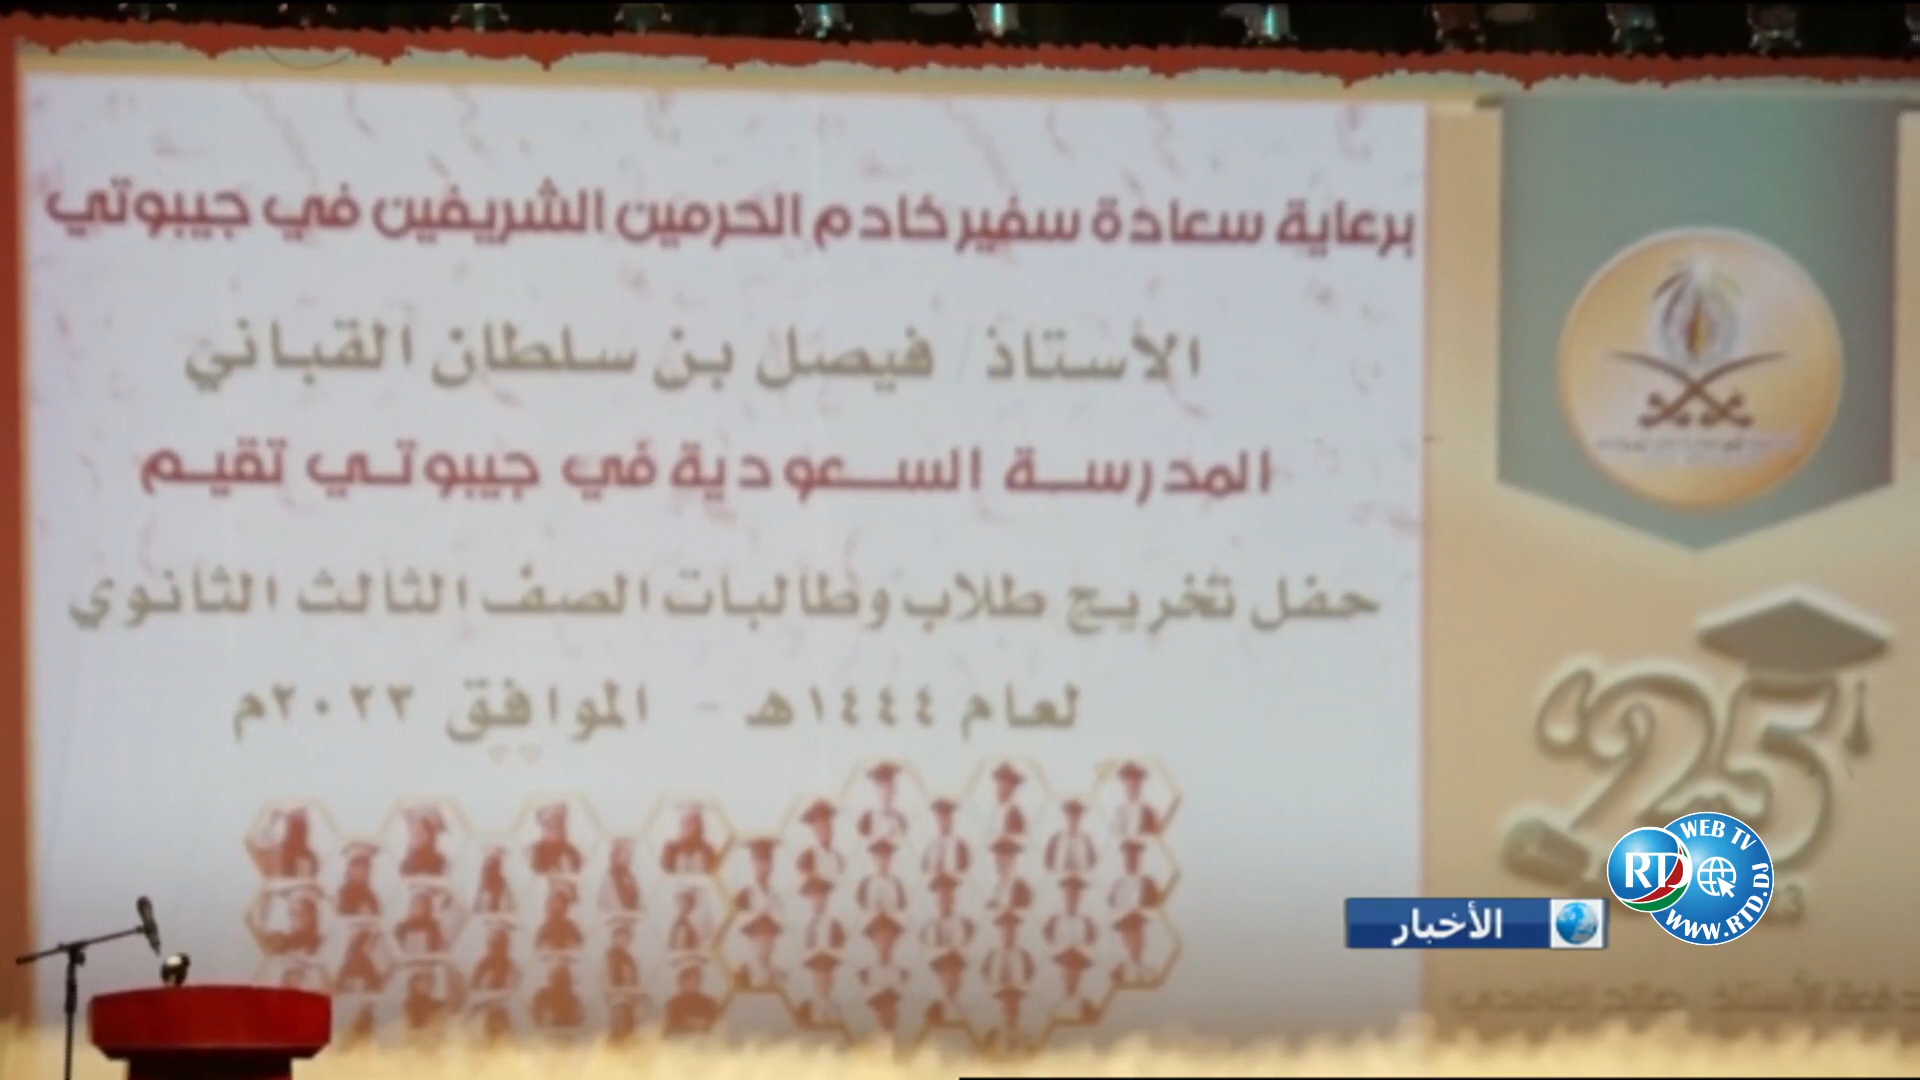 برعاية سعادة سفير خادم الحرمين الشريفين في جيبوتي
الأستاذ / فيصل بن سلطان القباني
المدرسة السعودية في جيبوتي تقيم
حفل تخريج طلاب وطالبات الصف الثالث الثانوي
لعام ١٤٤٤هـ - الموافق ٢٠٢٣م
'25
الأخبار
WEB TV
RTD
WWW.RTD.DJ